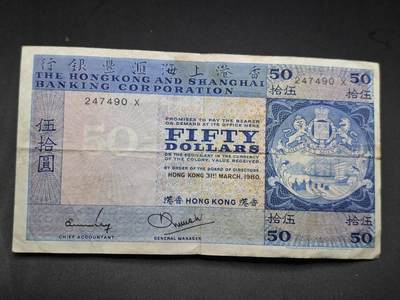 行銀豐滙海上港香
THE HONGKONG AND SHANGHAI
BANKING CORPORATION
50
50
拾伍
拾伍
247490 X
247490 X
PROMISES TO PAY THE BEARER
ON DEMAND AT ITS OFFICE HERE
FIFTY
DOLLARS
OR THE EQUIVALENT IN THE CURRENCY
OF THE COLONY, VALUE RECEIVED.
BY ORDER OF THE BOARD OF DIRECTORS
HONG KONG 31ST MARCH, 1980.
港香 HONG KONG 港香
伍拾圓
CHIEF ACCOUNTANT
GENERAL MANAGER
拾伍
拾伍
50
50